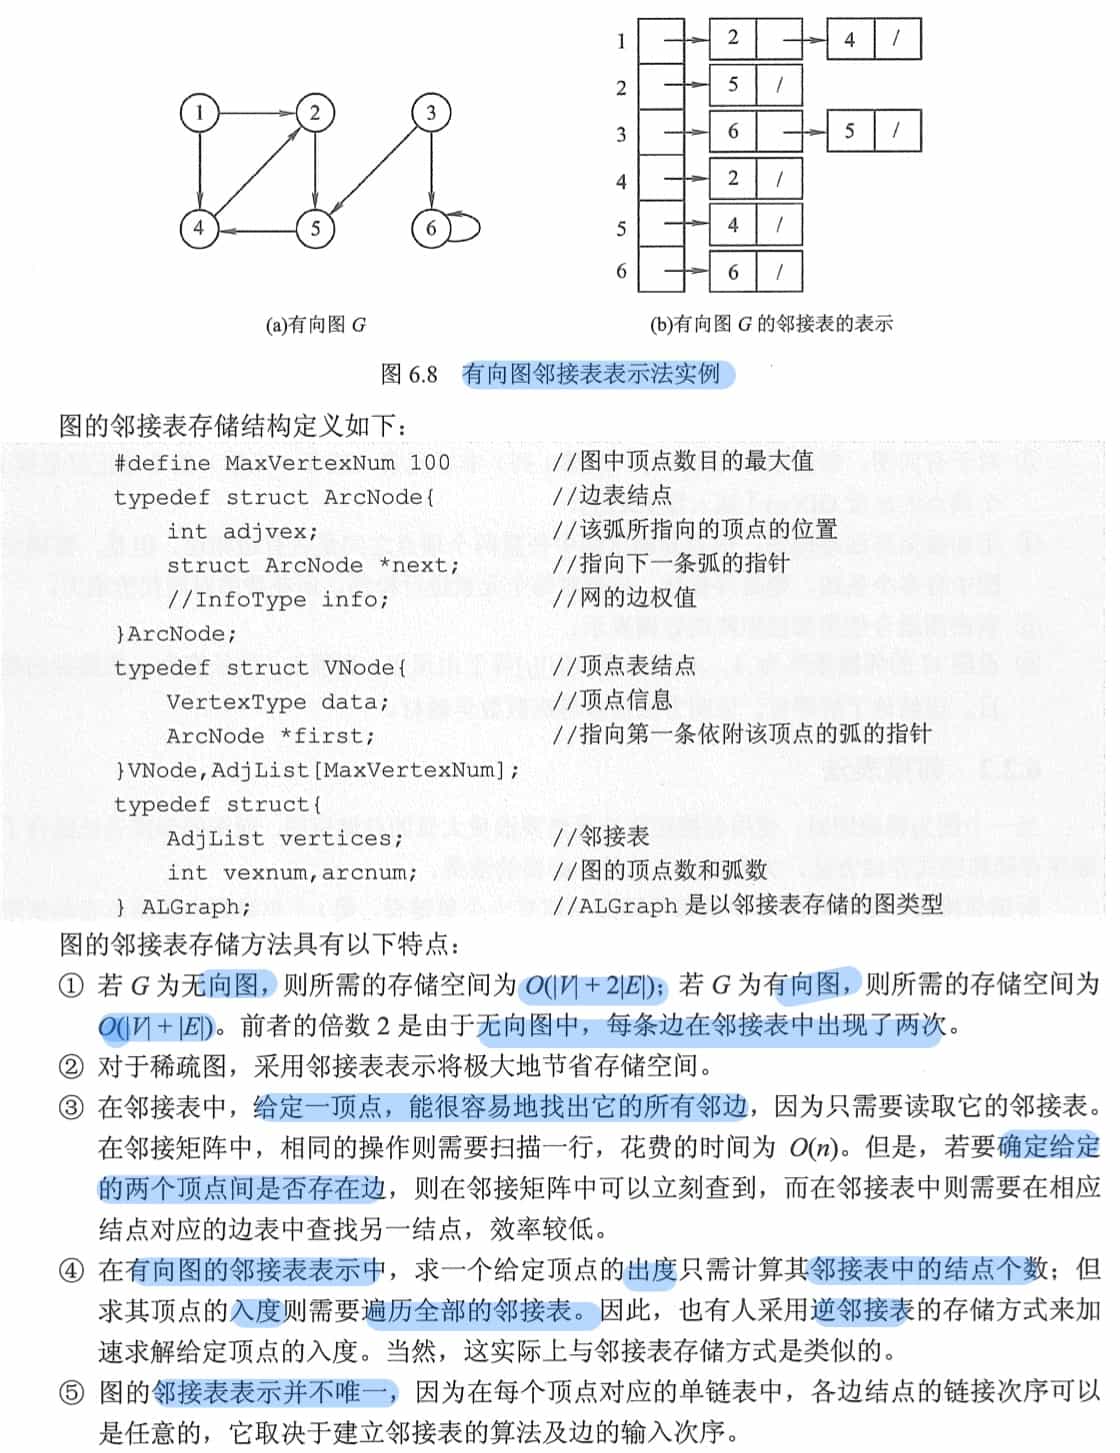 1 2 4 /
2 5 /
3 6 5 /
4 2 /
5 4 /
6 6 /
1 2 3
4 5 6
(a)有向图 G (b)有向图 G 的邻接表的表示
图 6.8 有向图邻接表表示法实例
图的邻接表存储结构定义如下：
#define MaxVertexNum 100 //图中顶点数目的最大值
typedef struct ArcNode{ //边表结点
int adjvex; //该弧所指向的顶点的位置
struct ArcNode *next; //指向下一条弧的指针
//InfoType info; //网的边权值
}ArcNode;
typedef struct VNode{ //顶点表结点
VertexType data; //顶点信息
ArcNode *first; //指向第一条依附该顶点的弧的指针
}VNode,AdjList[MaxVertexNum];
typedef struct{
AdjList vertices; //邻接表
int vexnum,arcnum; //图的顶点数和弧数
} ALGraph; //ALGraph 是以邻接表存储的图类型
图的邻接表存储方法具有以下特点：
① 若 G 为无向图，则所需的存储空间为 O(|V| + 2|E|)；若 G 为有向图，则所需的存储空间为
O(|V| + |E|)。前者的倍数 2 是由于无向图中，每条边在邻接表中出现了两次。
② 对于稀疏图，采用邻接表表示将极大地节省存储空间。
③ 在邻接表中，给定一顶点，能很容易地找出它的所有邻边，因为只需要读取它的邻接表。
在邻接矩阵中，相同的操作则需要扫描一行，花费的时间为 O(n)。但是，若要确定给定
的两个顶点间是否存在边，则在邻接矩阵中可以立刻查到，而在邻接表中则需要在相应
结点对应的边表中查找另一结点，效率较低。
④ 在有向图的邻接表表示中，求一个给定顶点的出度只需计算其邻接表中的结点个数；但
求其顶点的入度则需要遍历全部的邻接表。因此，也有人采用逆邻接表的存储方式来加
速求解给定顶点的入度。当然，这实际上与邻接表存储方式是类似的。
⑤ 图的邻接表表示并不唯一，因为在每个顶点对应的单链表中，各边结点的链接次序可以
是任意的，它取决于建立邻接表的算法及边的输入次序。